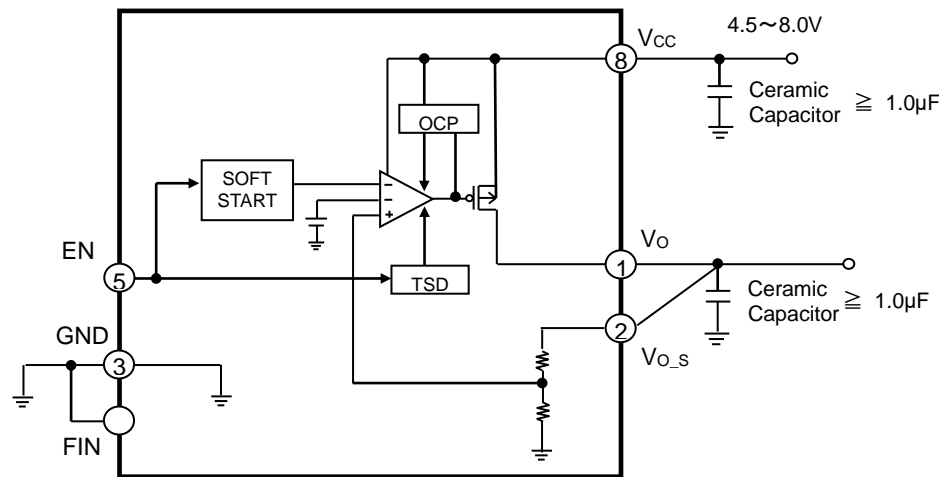 4.5～8.0V
VCC
8
Ceramic
Capacitor ≧ 1.0µF
OCP
SOFT
START
−
−
+
EN
5
TSD
VO
1
Ceramic
Capacitor ≧ 1.0µF
2
VO_S
GND
3
FIN